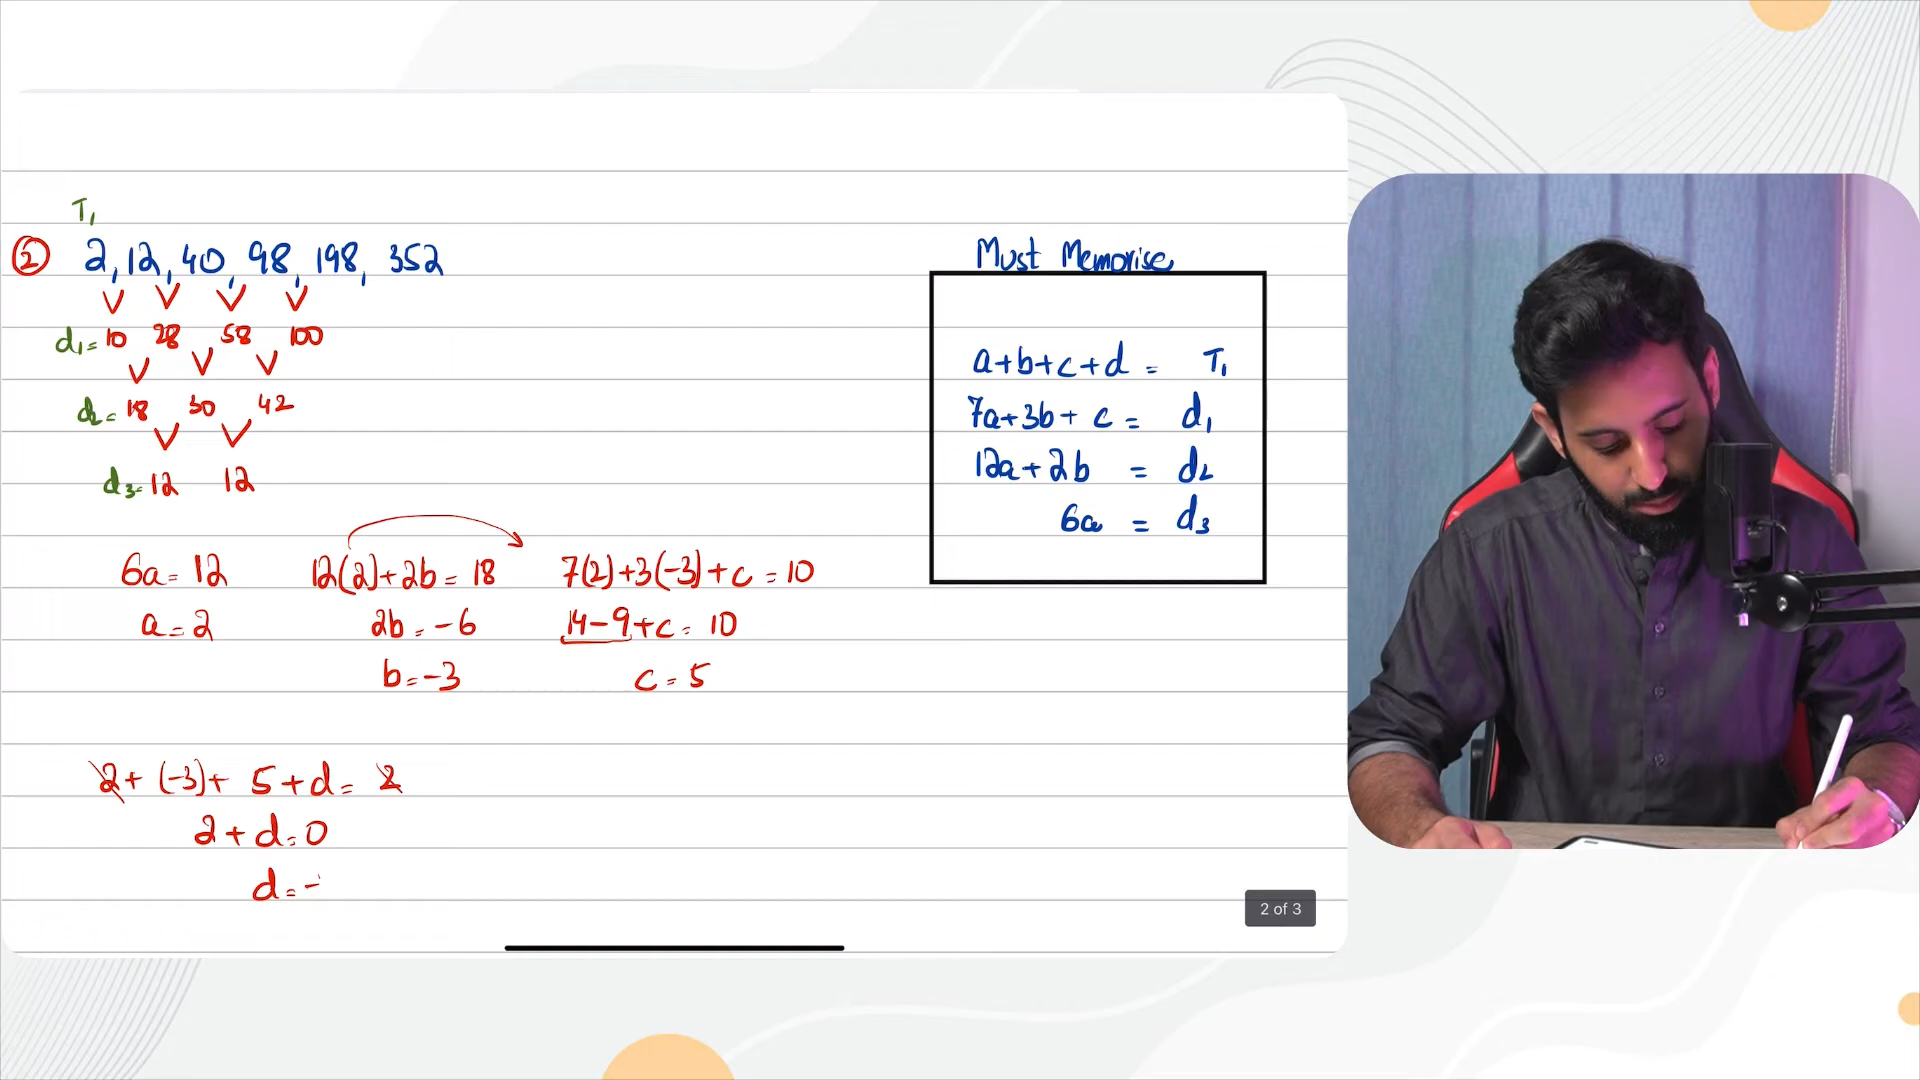 T₁
② 2, 12, 40, 98, 198, 352
d₁= 10 28 58 100
d₂= 18 30 42
d₃= 12 12
6a = 12
a = 2
12(2)+2b = 18
2b = -6
b = -3
7(2)+3(-3)+c = 10
14-9+c = 10
c = 5
2+ (-3)+ 5+d = 2
2+d = 0
d = -
Must Memorise
a+b+c+d = T₁
7a+3b+ c = d₁
12a+2b = d₂
6a = d₃
2 of 3